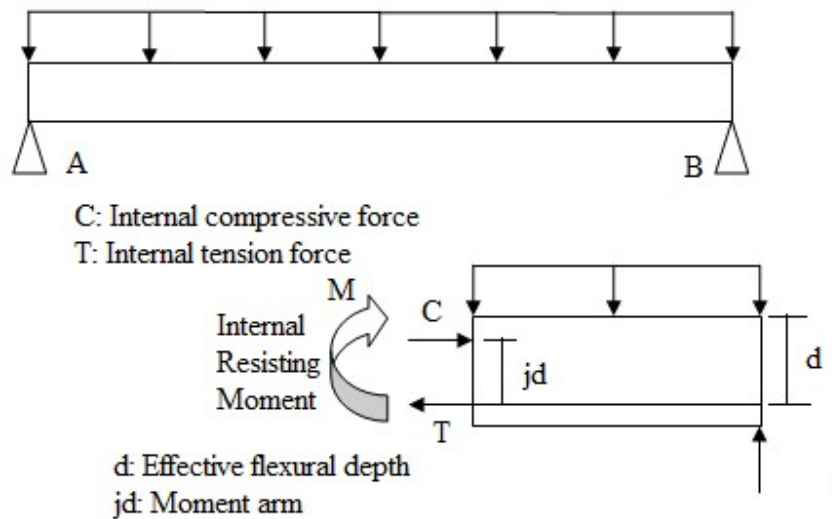 A
B
C: Internal compressive force
T: Internal tension force
M
Internal
Resisting
Moment
C
jd
d
T
d: Effective flexural depth
jd: Moment arm